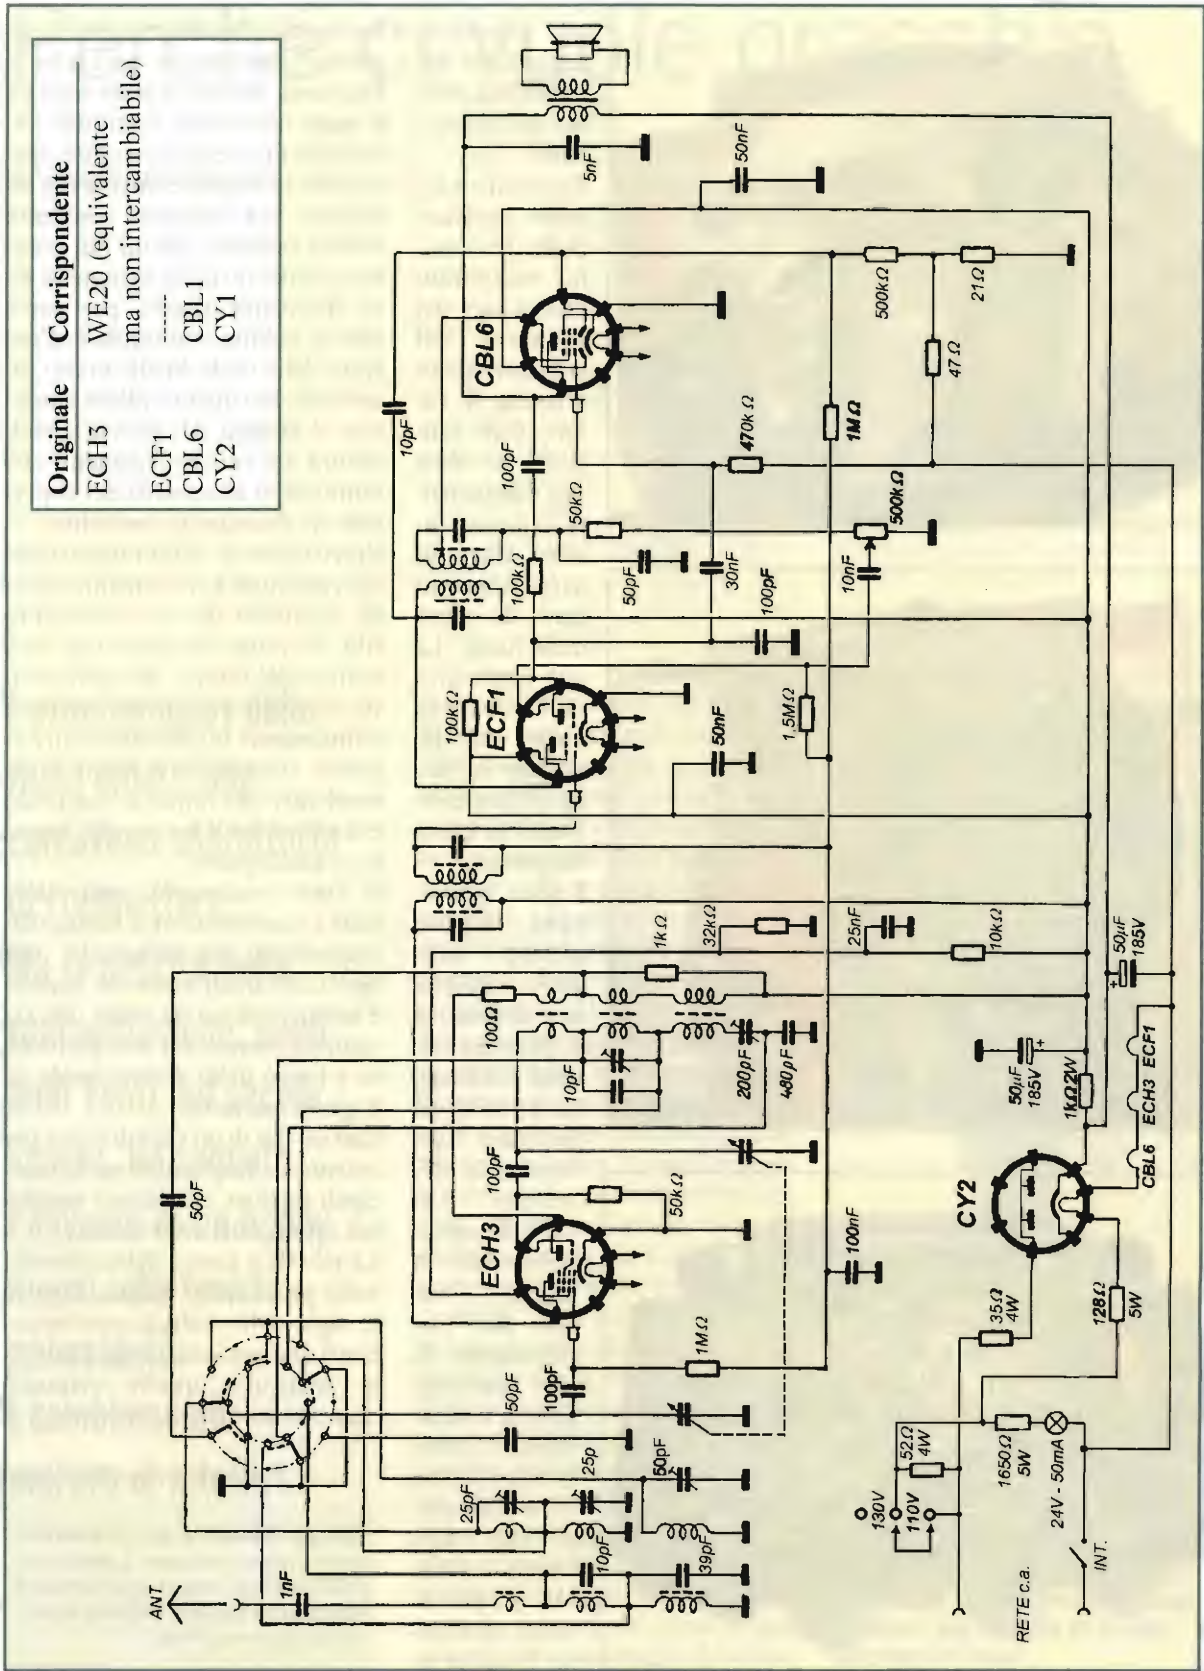 Originale Corrispondente
ECH3 WE20 (equivalente
ma non intercambiabile)
ECF1 -----
CBL6 CBL1
CY2 CY1
ANT
1nF
10pF
39pF
25pF
25p
50pF
50pF
100pF
50pF
1MΩ
ECH3
100pF
50kΩ
100nF
100Ω
10pF
200pF
480pF
1kΩ
32kΩ
25nF
10kΩ
100kΩ
ECF1
50nF
1,5MΩ
10pF
100kΩ
100pF
50kΩ
50pF
30nF
100pF
10nF
500kΩ
470kΩ
1MΩ
CBL6
5nF
50nF
500kΩ
21Ω
47Ω
RETE c.a.
INT.
130V
110V
52Ω
4W
1650Ω
5W
24V - 50mA
35Ω
4W
128Ω
5W
CY2
50µF
185V
+
1kΩ 2W
+
50µF
185V
CBL6 ECH3 ECF1